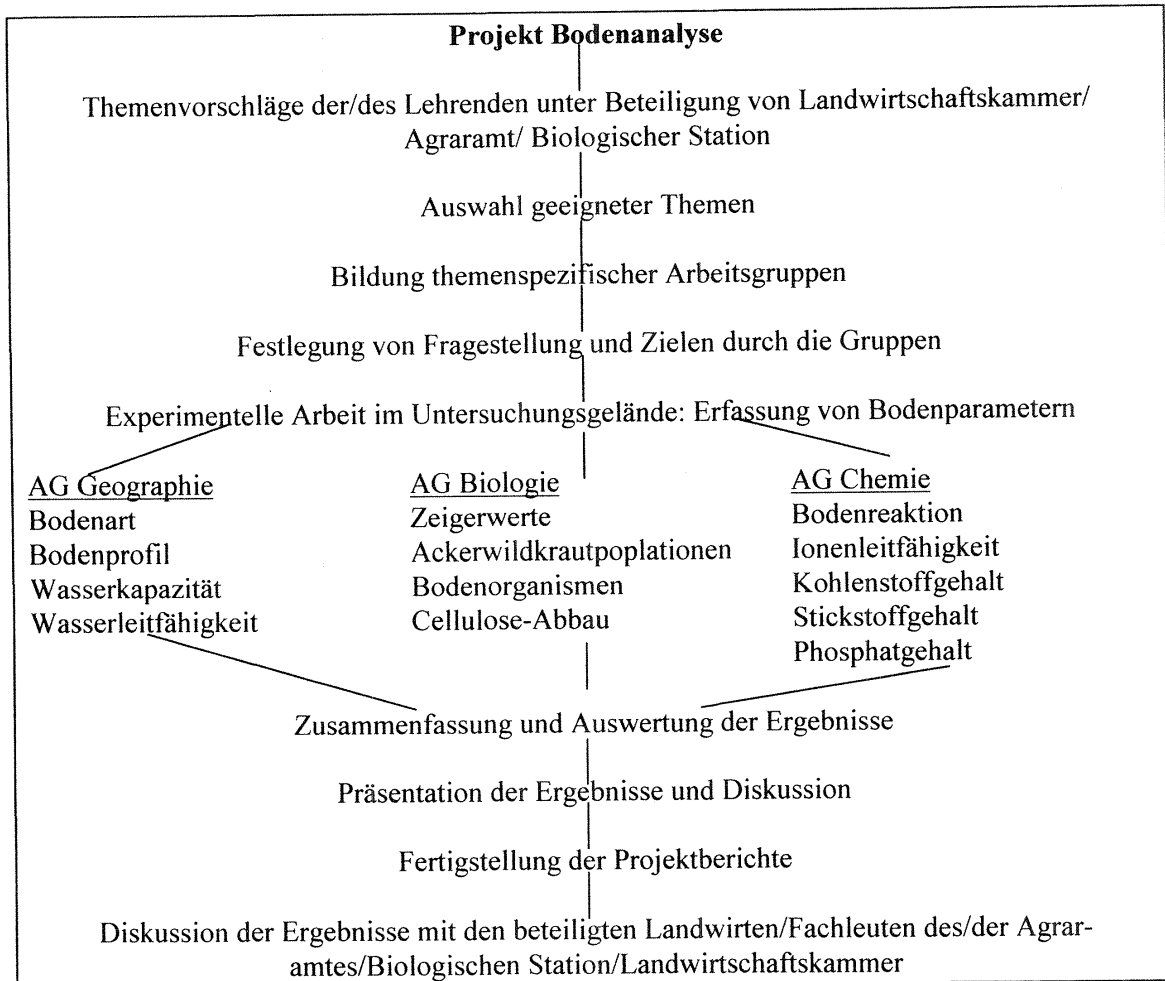 Projekt Bodenanalyse
Themenvorschläge der/des Lehrenden unter Beteiligung von Landwirtschaftskammer/
Agraramt/ Biologischer Station
Auswahl geeigneter Themen
Bildung themenspezifischer Arbeitsgruppen
Festlegung von Fragestellung und Zielen durch die Gruppen
Experimentelle Arbeit im Untersuchungsgelände: Erfassung von Bodenparametern
AG Geographie
Bodenart
Bodenprofil
Wasserkapazität
Wasserleitfähigkeit
AG Biologie
Zeigerwerte
Ackerwildkrautpoplationen
Bodenorganismen
Cellulose-Abbau
AG Chemie
Bodenreaktion
Ionenleitfähigkeit
Kohlenstoffgehalt
Stickstoffgehalt
Phosphatgehalt
Zusammenfassung und Auswertung der Ergebnisse
Präsentation der Ergebnisse und Diskussion
Fertigstellung der Projektberichte
Diskussion der Ergebnisse mit den beteiligten Landwirten/Fachleuten des/der Agrar-
amtes/Biologischen Station/Landwirtschaftskammer